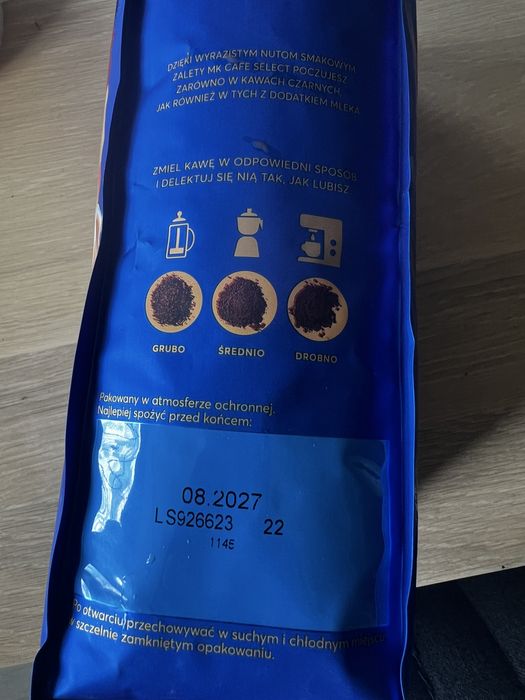 DZIĘKI WYRAZISTYM NUTOM SMAKOWYM
ZALETY MK CAFE SELECT POCZUJESZ
ZARÓWNO W KAWACH CZARNYCH
JAK RÓWNIEŻ W TYCH Z DODATKIEM MLEKA
ZMIEL KAWĘ W ODPOWIEDNI SPOSÓB
I DELEKTUJ SIĘ NIĄ TAK, JAK LUBISZ
GRUBO ŚREDNIO DROBNO
Pakowany w atmosferze ochronnej.
Najlepiej spożyć przed końcem:
08.2027
LS926623 22
1145
Po otwarciu przechowywać w suchym i chłodnym miejscu
w szczelnie zamkniętym opakowaniu.